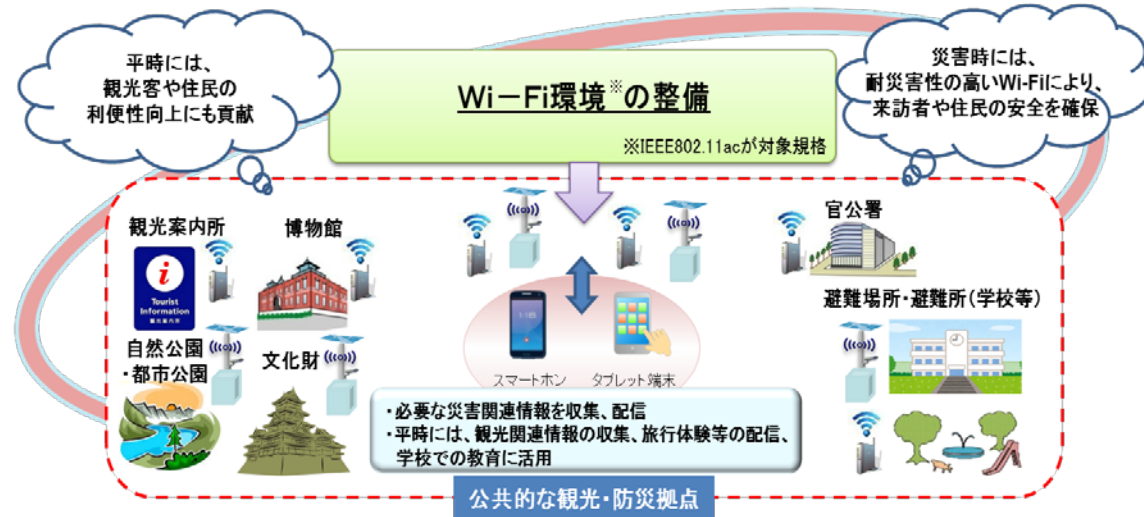 平時には、
観光客や住民の
利便性向上にも貢献
Wi-Fi環境※の整備
※IEEE802.11acが対象規格
災害時には、
耐災害性の高いWi-Fiにより、
来訪者や住民の安全を確保
観光案内所
i
Tourist
Information
観光案内所
博物館
官公署
自然公園
・都市公園
文化財
避難場所・避難所(学校等)
スマートホン
タブレット端末
・必要な災害関連情報を収集、配信
・平時には、観光関連情報の収集、旅行体験等の配信、
学校での教育に活用
公共的な観光・防災拠点